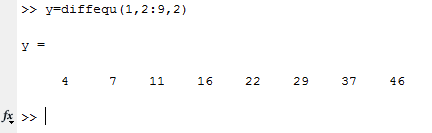 >> y=diffequ(1,2:9,2)
y =
4 7 11 16 22 29 37 46
fx >>